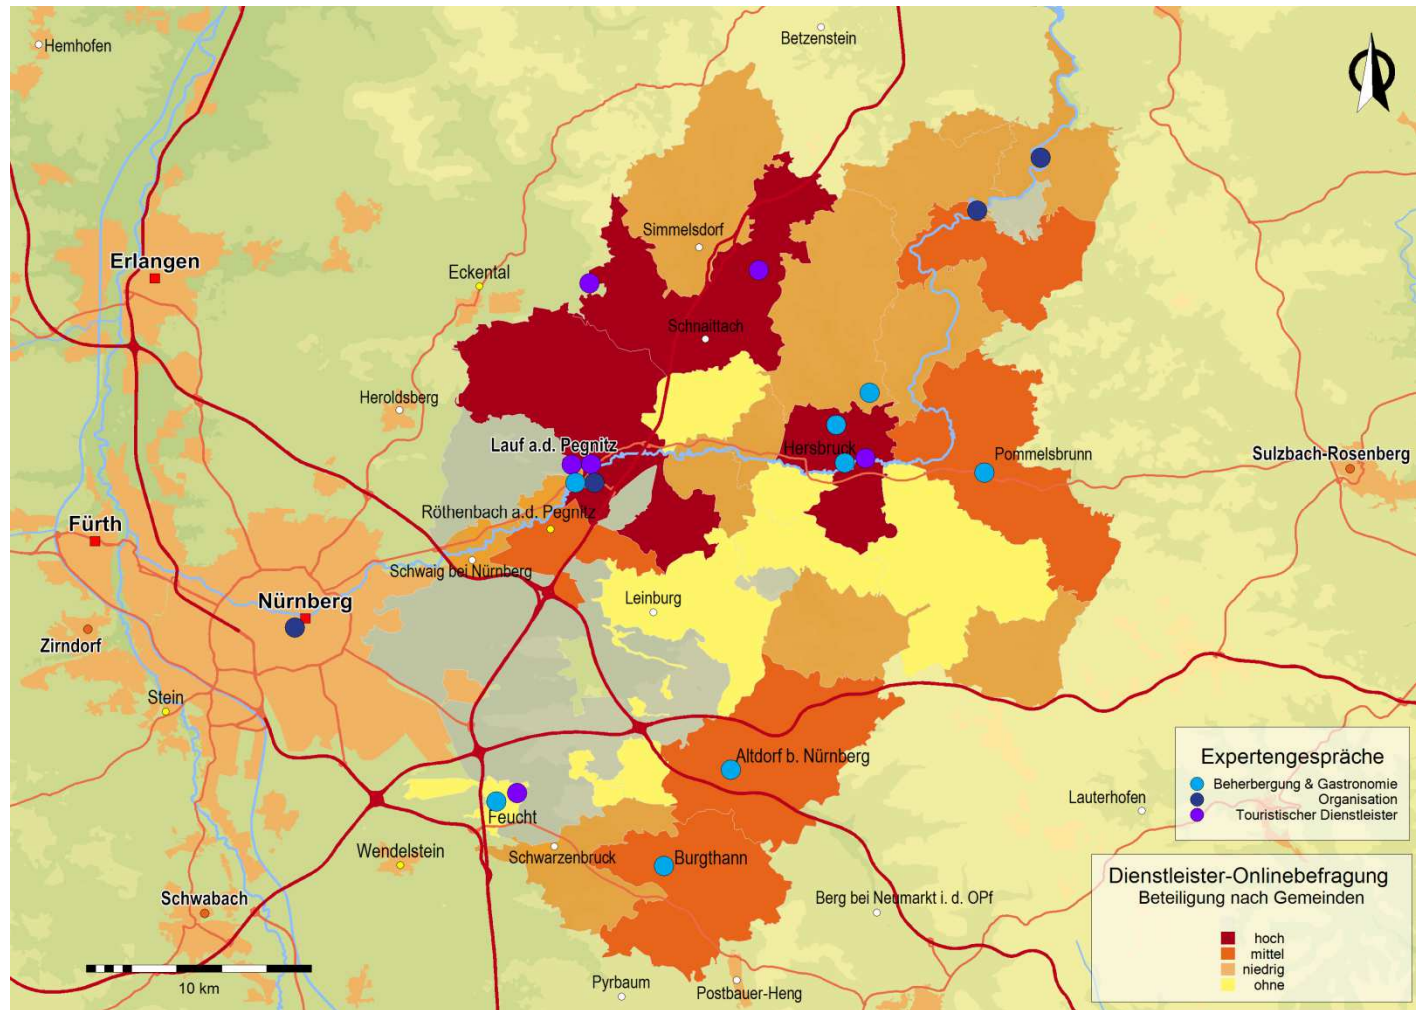 Hemhofen
Betzenstein
Simmelsdorf
Erlangen
Eckental
Schnaittach
Heroldsberg
Lauf a.d. Pegnitz
Hersbruck
Pommelsbrunn
Sulzbach-Rosenberg
Röthenbach a.d. Pegnitz
Fürth
Schwaig bei Nürnberg
Nürnberg
Leinburg
Zirndorf
Stein
Altdorf b. Nürnberg
Feucht
Schwarzenbruck
Wendelstein
Burgthann
Schwabach
Berg bei Neumarkt i. d. OPf
Lauterhofen
Pyrbaum
Postbauer-Heng
10 km
Expertengespräche
Beherbergung & Gastronomie
Organisation
Touristischer Dienstleister
Dienstleister-Onlinebefragung
Beteiligung nach Gemeinden
hoch
mittel
niedrig
ohne